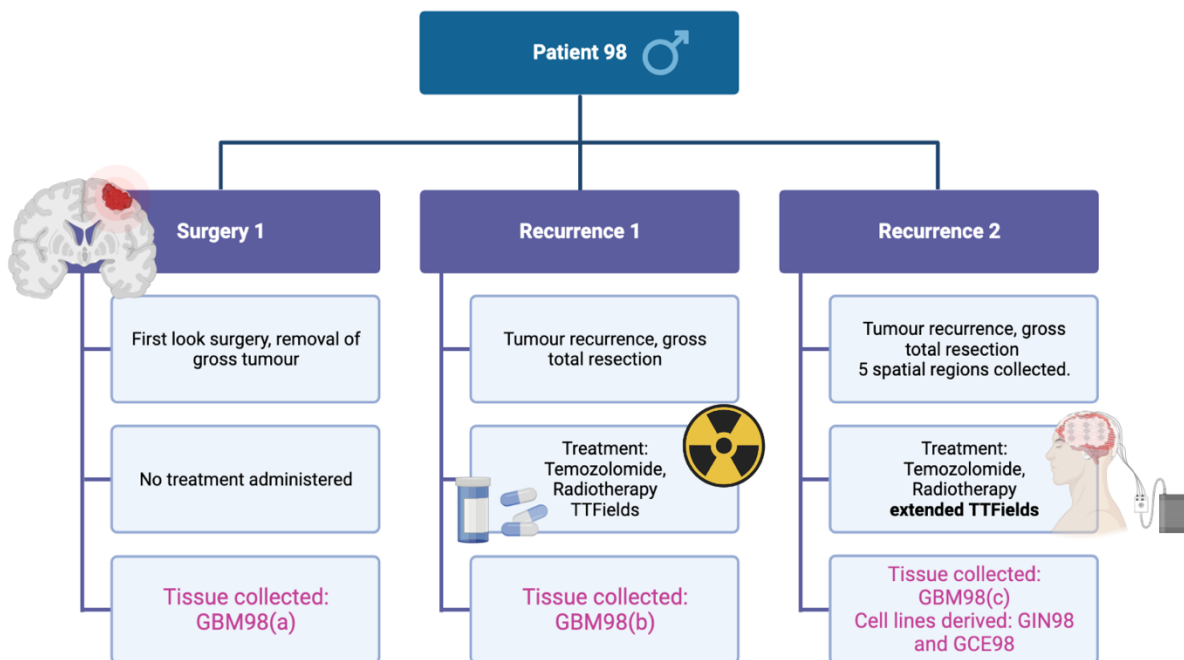 Patient 98
Surgery 1
First look surgery, removal of
gross tumour
No treatment administered
Tissue collected:
GBM98(a)
Recurrence 1
Tumour recurrence, gross
total resection
Treatment:
Temozolomide,
Radiotherapy
TTFields
Tissue collected:
GBM98(b)
Recurrence 2
Tumour recurrence, gross
total resection
5 spatial regions collected.
Treatment:
Temozolomide,
Radiotherapy
extended TTFields
Tissue collected:
GBM98(c)
Cell lines derived: GIN98
and GCE98